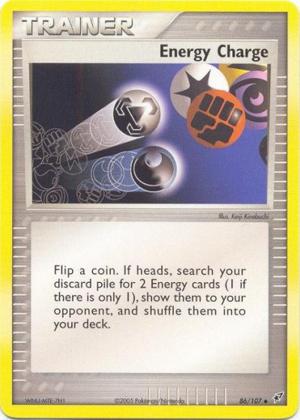 TRAINER
Energy Charge
Illus. Keiji Kinebuchi
Flip a coin. If heads, search your
discard pile for 2 Energy cards (1 if
there is only 1), show them to your
opponent, and shuffle them into
your deck.
©2005 Pokémon/Nintendo
86/107